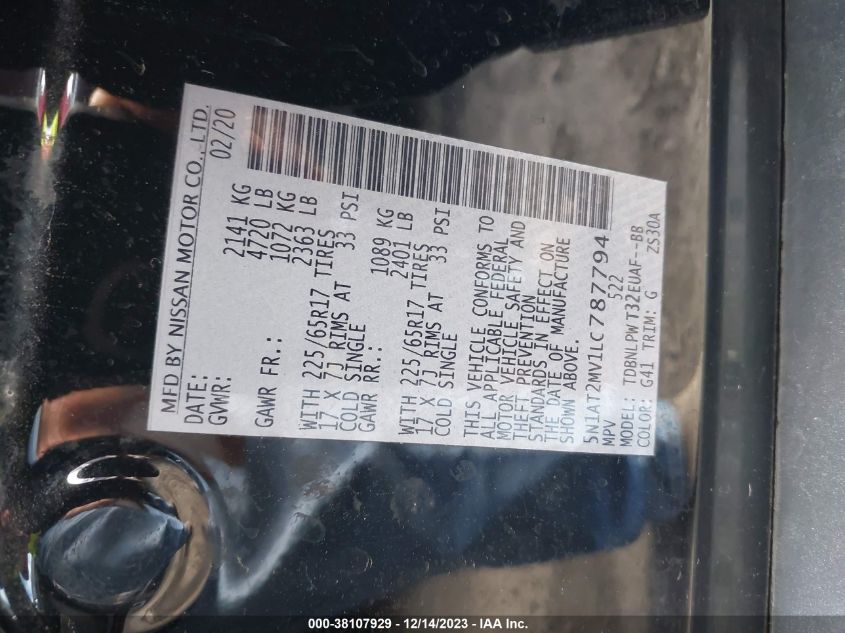 MFD BY NISSAN MOTOR CO., LTD.
DATE: 02/20
GVWR: 2141 KG
4720 LB
GAWR FR.: 1072 KG
2363 LB
WITH 225/65R17 TIRES
17 X 7J RIMS AT 33 PSI
COLD SINGLE
GAWR RR.: 1089 KG
2401 LB
WITH 225/65R17 TIRES
17 X 7J RIMS AT 33 PSI
COLD SINGLE
THIS VEHICLE CONFORMS TO
ALL APPLICABLE FEDERAL
MOTOR VEHICLE SAFETY AND
THEFT PREVENTION
STANDARDS IN EFFECT ON
THE DATE OF MANUFACTURE
SHOWN ABOVE.
5N1AT2MV1LC787794
MPV 522
MODEL: TDBNLPWT32EUAF--BB
COLOR: G41 TRIM: G ZS30A
000-38107929 - 12/14/2023 - IAA Inc.